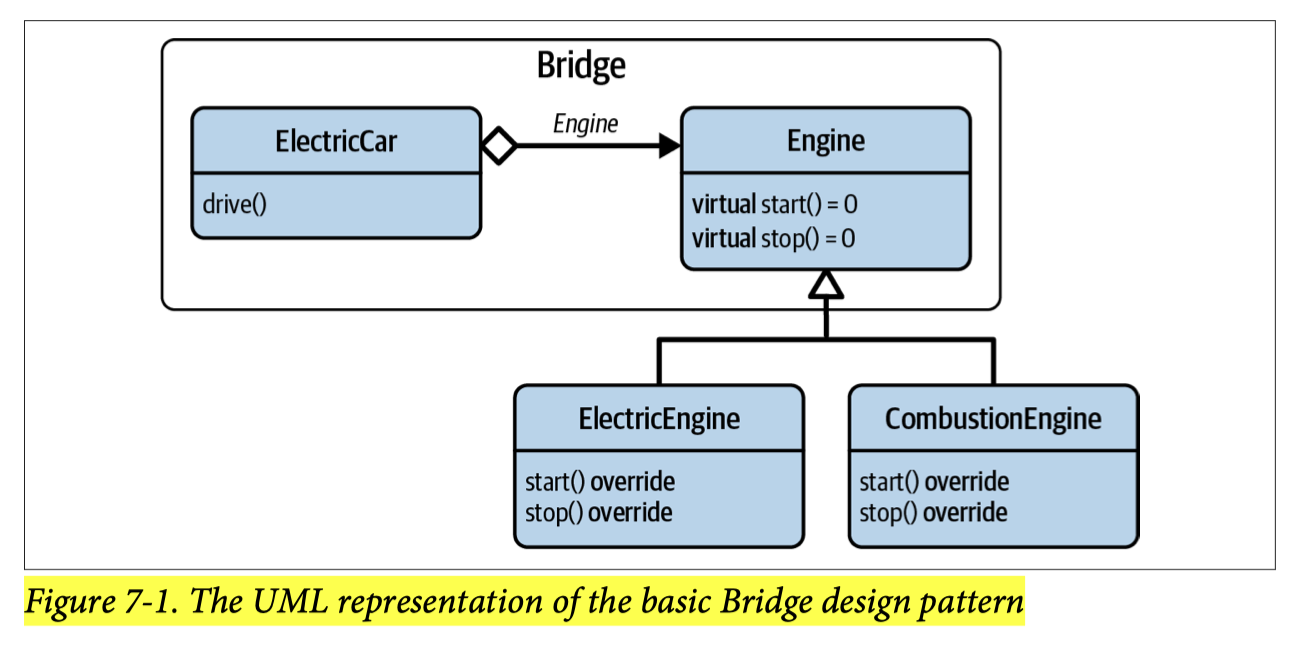 Bridge
ElectricCar
drive()
Engine
Engine
virtual start() = 0
virtual stop() = 0
ElectricEngine
start() override
stop() override
CombustionEngine
start() override
stop() override
Figure 7-1. The UML representation of the basic Bridge design pattern